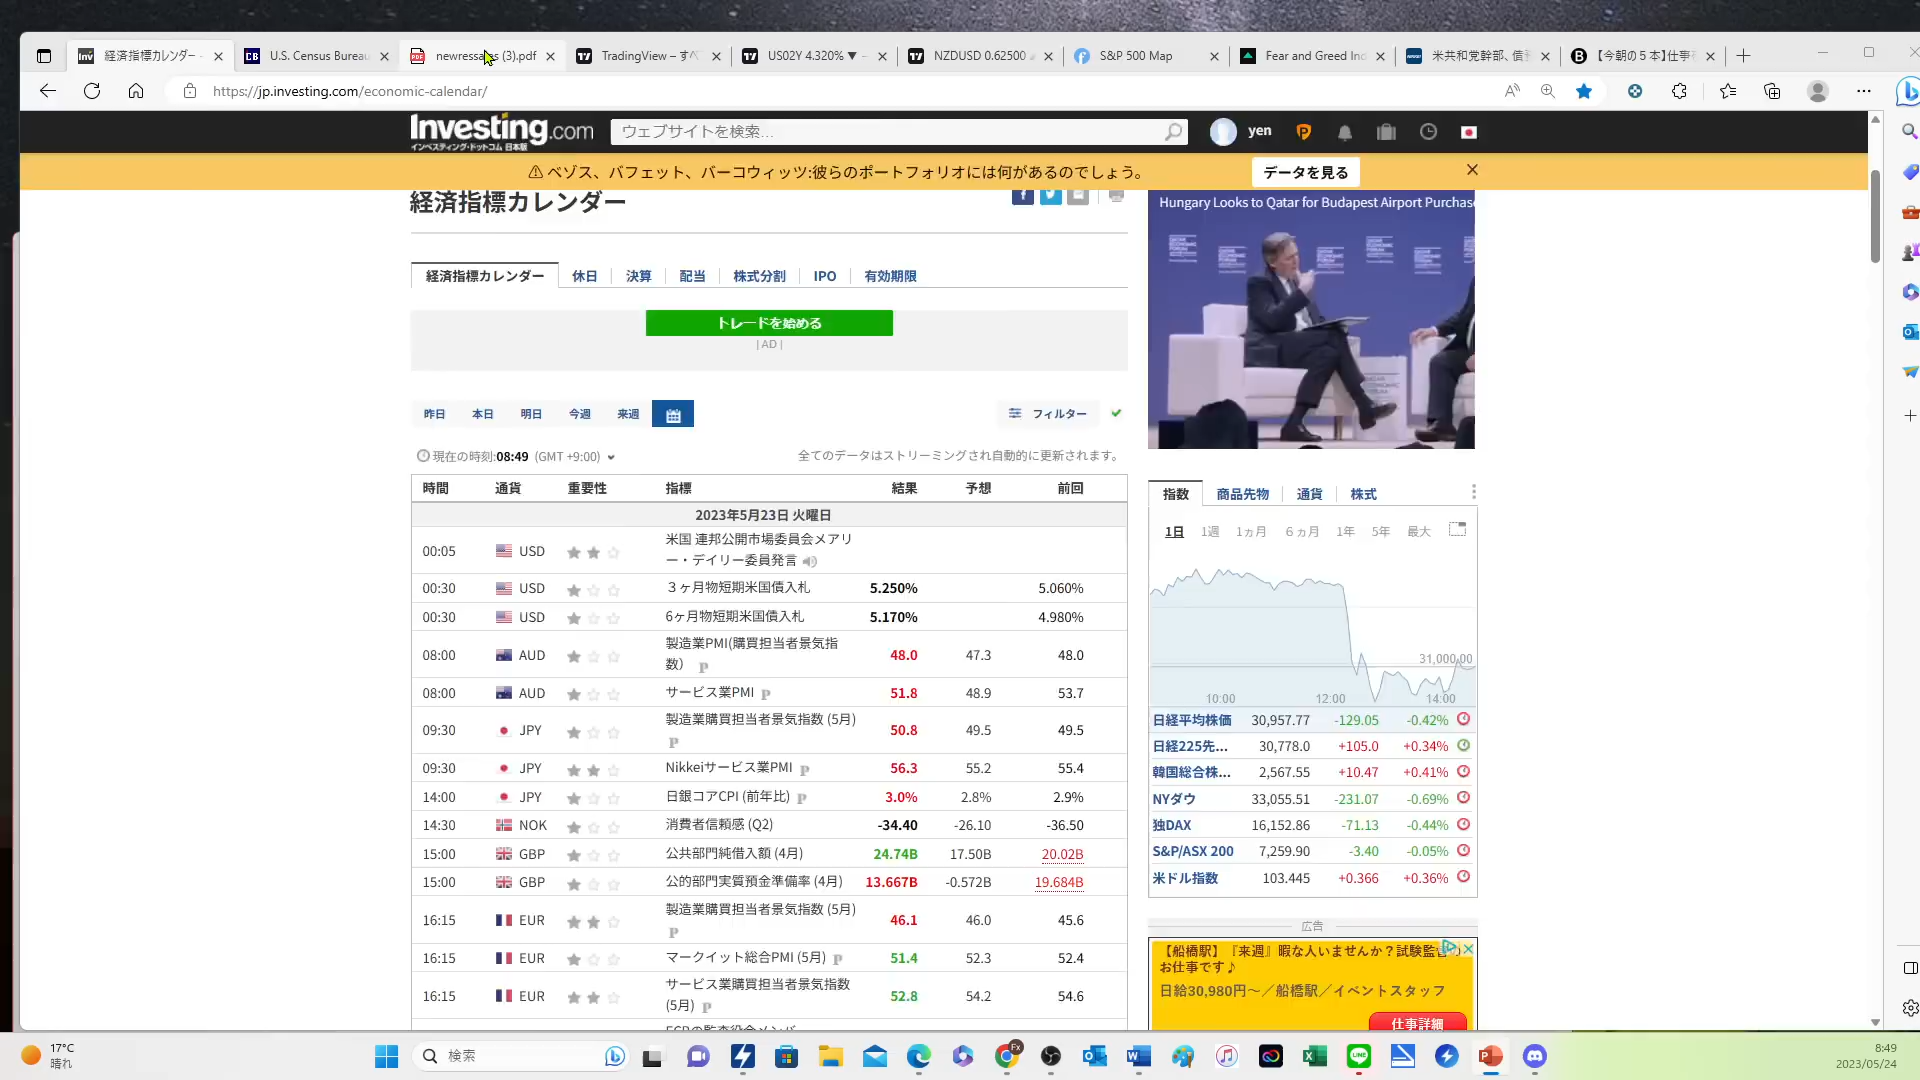 経済指標カレンダー -
U.S. Census Bureau
newressales (3).pdf
TradingView – すべ
US02Y 4.320% ▼ −
NZDUSD 0.62500
S&P 500 Map
Fear and Greed Ind
米共和党幹部、債務
【今朝の５本】仕事
https://jp.investing.com/economic-calendar/
Investing.com
インベスティング・ドットコム 日本版
ウェブサイトを検索...
yen
⚠ ベゾス、バフェット、バーコウィッツ:彼らのポートフォリオには何があるのでしょう。
データを見る
経済指標カレンダー
Hungary Looks to Qatar for Budapest Airport Purchase
経済指標カレンダー 休日 決算 配当 株式分割 IPO 有効期限
トレードを始める
| AD |
昨日 本日 明日 今週 来週 フィルター
現在の時刻:08:49 (GMT +9:00)
全てのデータはストリーミングされ自動的に更新されます。
時間 通貨 重要性 指標 結果 予想 前回
2023年5月23日 火曜日
00:05 USD 米国 連邦公開市場委員会メアリ
ー・デイリー委員発言
00:30 USD ３ヶ月物短期米国債入札 5.250% 5.060%
00:30 USD 6ヶ月物短期米国債入札 5.170% 4.980%
08:00 AUD 製造業PMI(購買担当者景気指
数） P 48.0 47.3 48.0
08:00 AUD サービス業PMI P 51.8 48.9 53.7
09:30 JPY 製造業購買担当者景気指数 (5月)
P 50.8 49.5 49.5
09:30 JPY Nikkeiサービス業PMI P 56.3 55.2 55.4
14:00 JPY 日銀コアCPI (前年比) P 3.0% 2.8% 2.9%
14:30 NOK 消費者信頼感 (Q2) -34.40 -26.10 -36.50
15:00 GBP 公共部門純借入額 (4月) 24.74B 17.50B 20.02B
15:00 GBP 公的部門実質預金準備率 (4月) 13.667B -0.572B 19.684B
16:15 EUR 製造業購買担当者景気指数 (5月)
P 46.1 46.0 45.6
16:15 EUR マークイット総合PMI (5月) P 51.4 52.3 52.4
16:15 EUR サービス業購買担当者景気指数
(5月) P 52.8 54.2 54.6
指数 商品先物 通貨 株式
1日 1週 1ヵ月 6ヵ月 1年 5年 最大
31,000.00
10:00 12:00 14:00
日経平均株価 30,957.77 -129.05 -0.42%
日経225先... 30,778.0 +105.0 +0.34%
韓国総合株... 2,567.55 +10.47 +0.41%
NYダウ 33,055.51 -231.07 -0.69%
独DAX 16,152.86 -71.13 -0.44%
S&P/ASX 200 7,259.90 -3.40 -0.05%
米ドル指数 103.445 +0.366 +0.36%
広告
【船橋駅】『来週』暇な人いませんか？試験監督の
お仕事です♪
日給30,980円～／船橋駅／イベントスタッフ
仕事詳細
17°C
晴れ
検索
8:49
2023/05/24